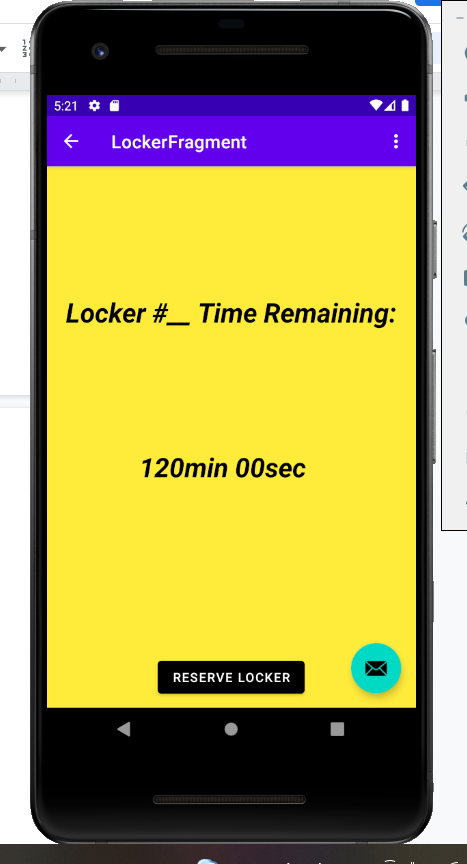 5:21
LockerFragment
Locker #__ Time Remaining:
120min 00sec
RESERVE LOCKER